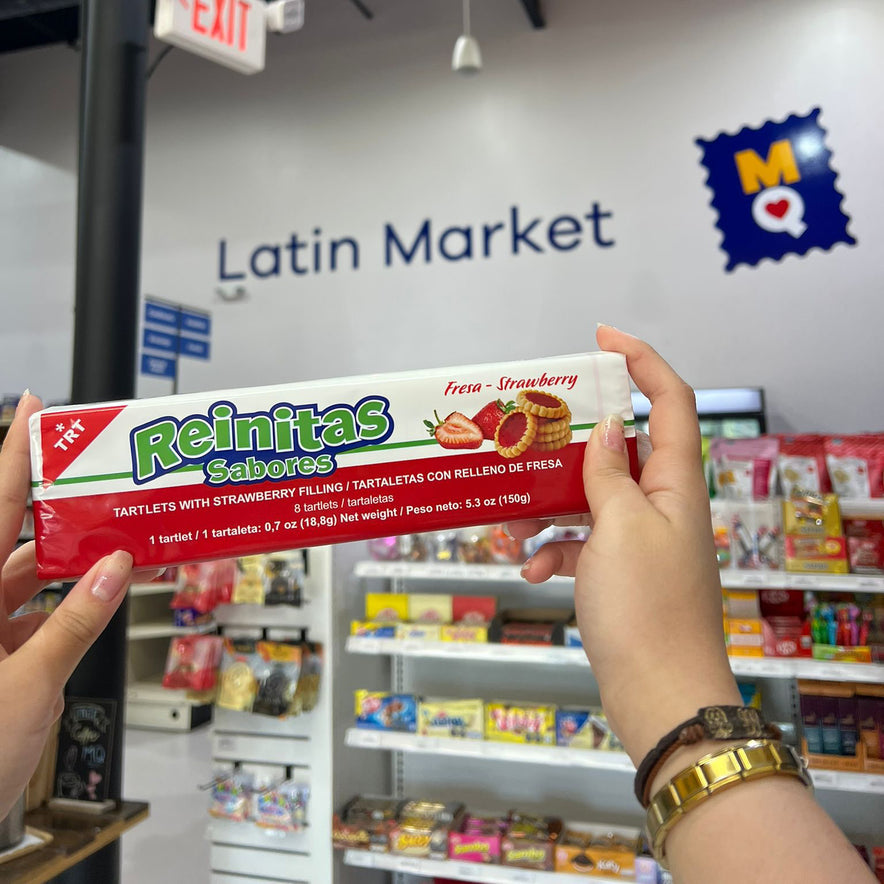 EXIT
Latin Market
M
Q
Fresa - Strawberry
*TRT*
Reinitas
Sabores
TARTLETS WITH STRAWBERRY FILLING / TARTALETAS CON RELLENO DE FRESA
8 tartlets / tartaletas
1 tartlet / 1 tartaleta: 0,7 oz (18,8g) Net weight / Peso neto: 5.3 oz (150g)
MQ